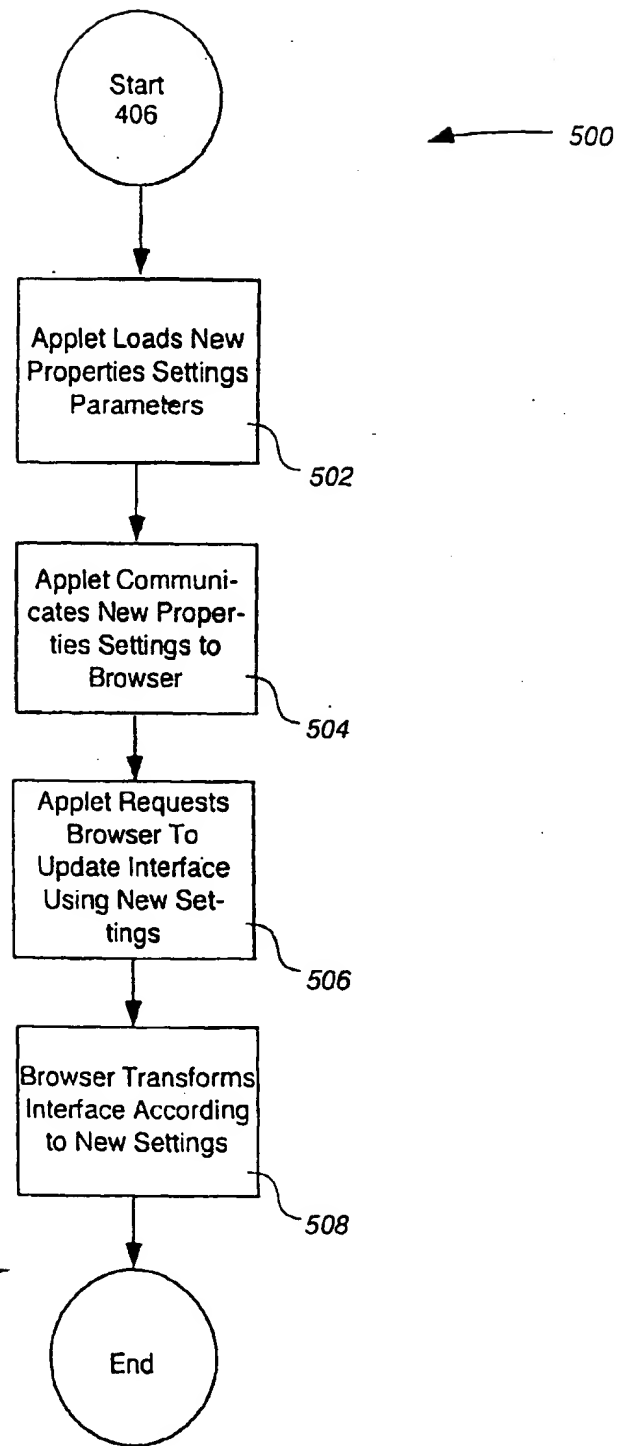 Start
406
500
Applet Loads New
Properties Settings
Parameters
502
Applet Communi-
cates New Proper-
ties Settings to
Browser
504
Applet Requests
Browser To
Update Interface
Using New Set-
tings
506
Browser Transforms
Interface According
to New Settings
508
End